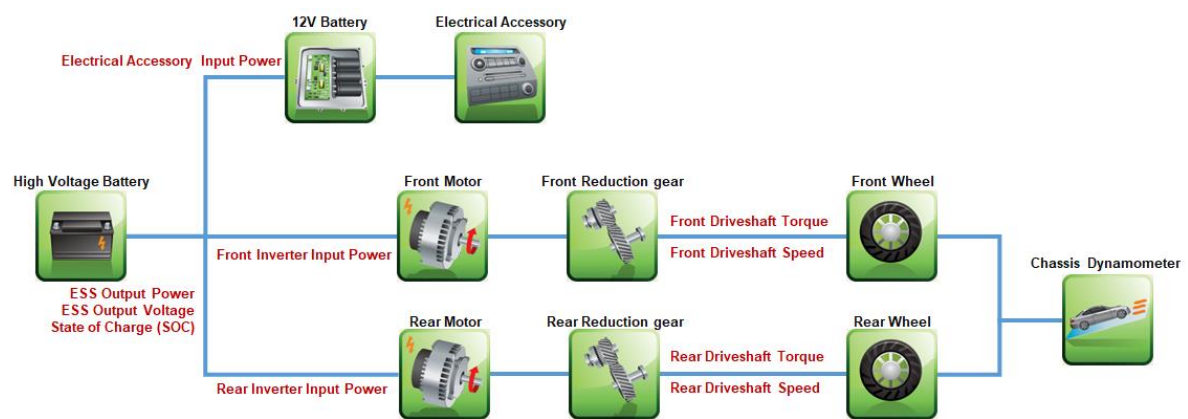 12V Battery
Electrical Accessory
Electrical Accessory Input Power
High Voltage Battery
Front Motor
Front Reduction gear
Front Wheel
Front Driveshaft Torque
Front Inverter Input Power
Front Driveshaft Speed
Chassis Dynamometer
ESS Output Power
ESS Output Voltage
State of Charge (SOC)
Rear Motor
Rear Reduction gear
Rear Wheel
Rear Driveshaft Torque
Rear Inverter Input Power
Rear Driveshaft Speed